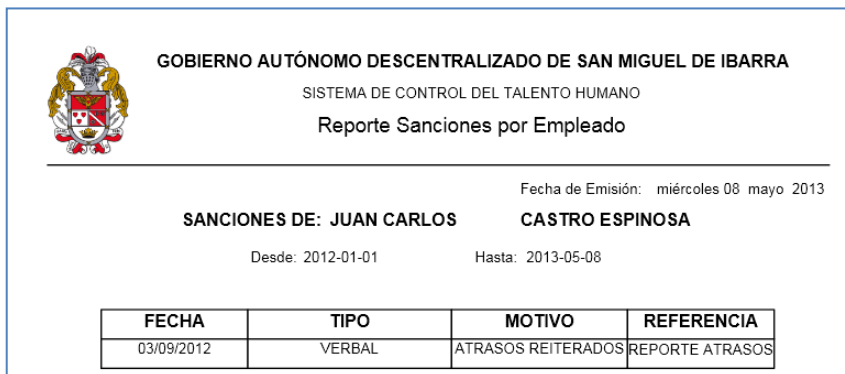 GOBIERNO AUTÓNOMO DESCENTRALIZADO DE SAN MIGUEL DE IBARRA
SISTEMA DE CONTROL DEL TALENTO HUMANO
Reporte Sanciones por Empleado
Fecha de Emisión: miércoles 08 mayo 2013
SANCIONES DE: JUAN CARLOS CASTRO ESPINOSA
Desde: 2012-01-01 Hasta: 2013-05-08
FECHA TIPO MOTIVO REFERENCIA
03/09/2012 VERBAL ATRASOS REITERADOS REPORTE ATRASOS